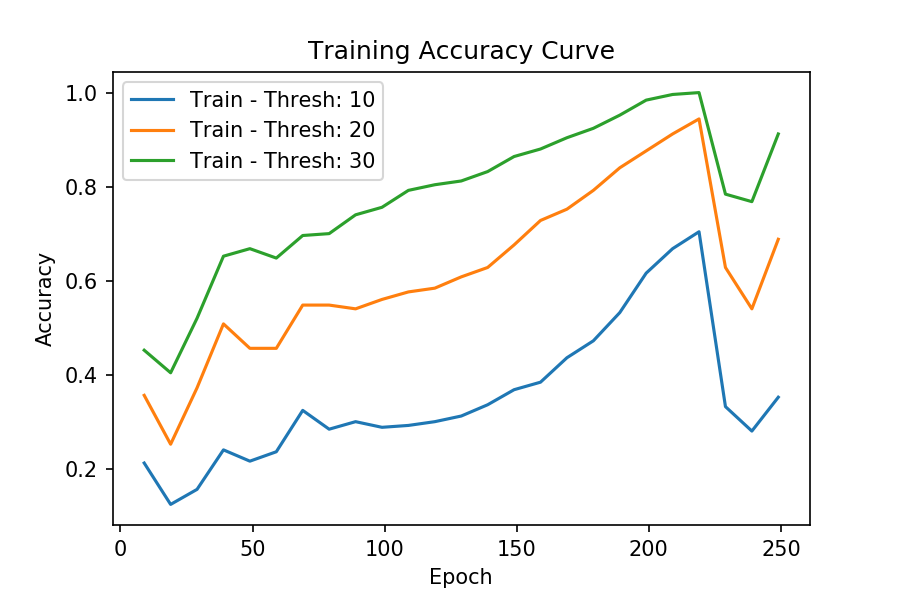 Training Accuracy Curve
Train - Thresh: 10
Train - Thresh: 20
Train - Thresh: 30
1.0
0.8
0.6
0.4
0.2
Accuracy
0 50 100 150 200 250
Epoch